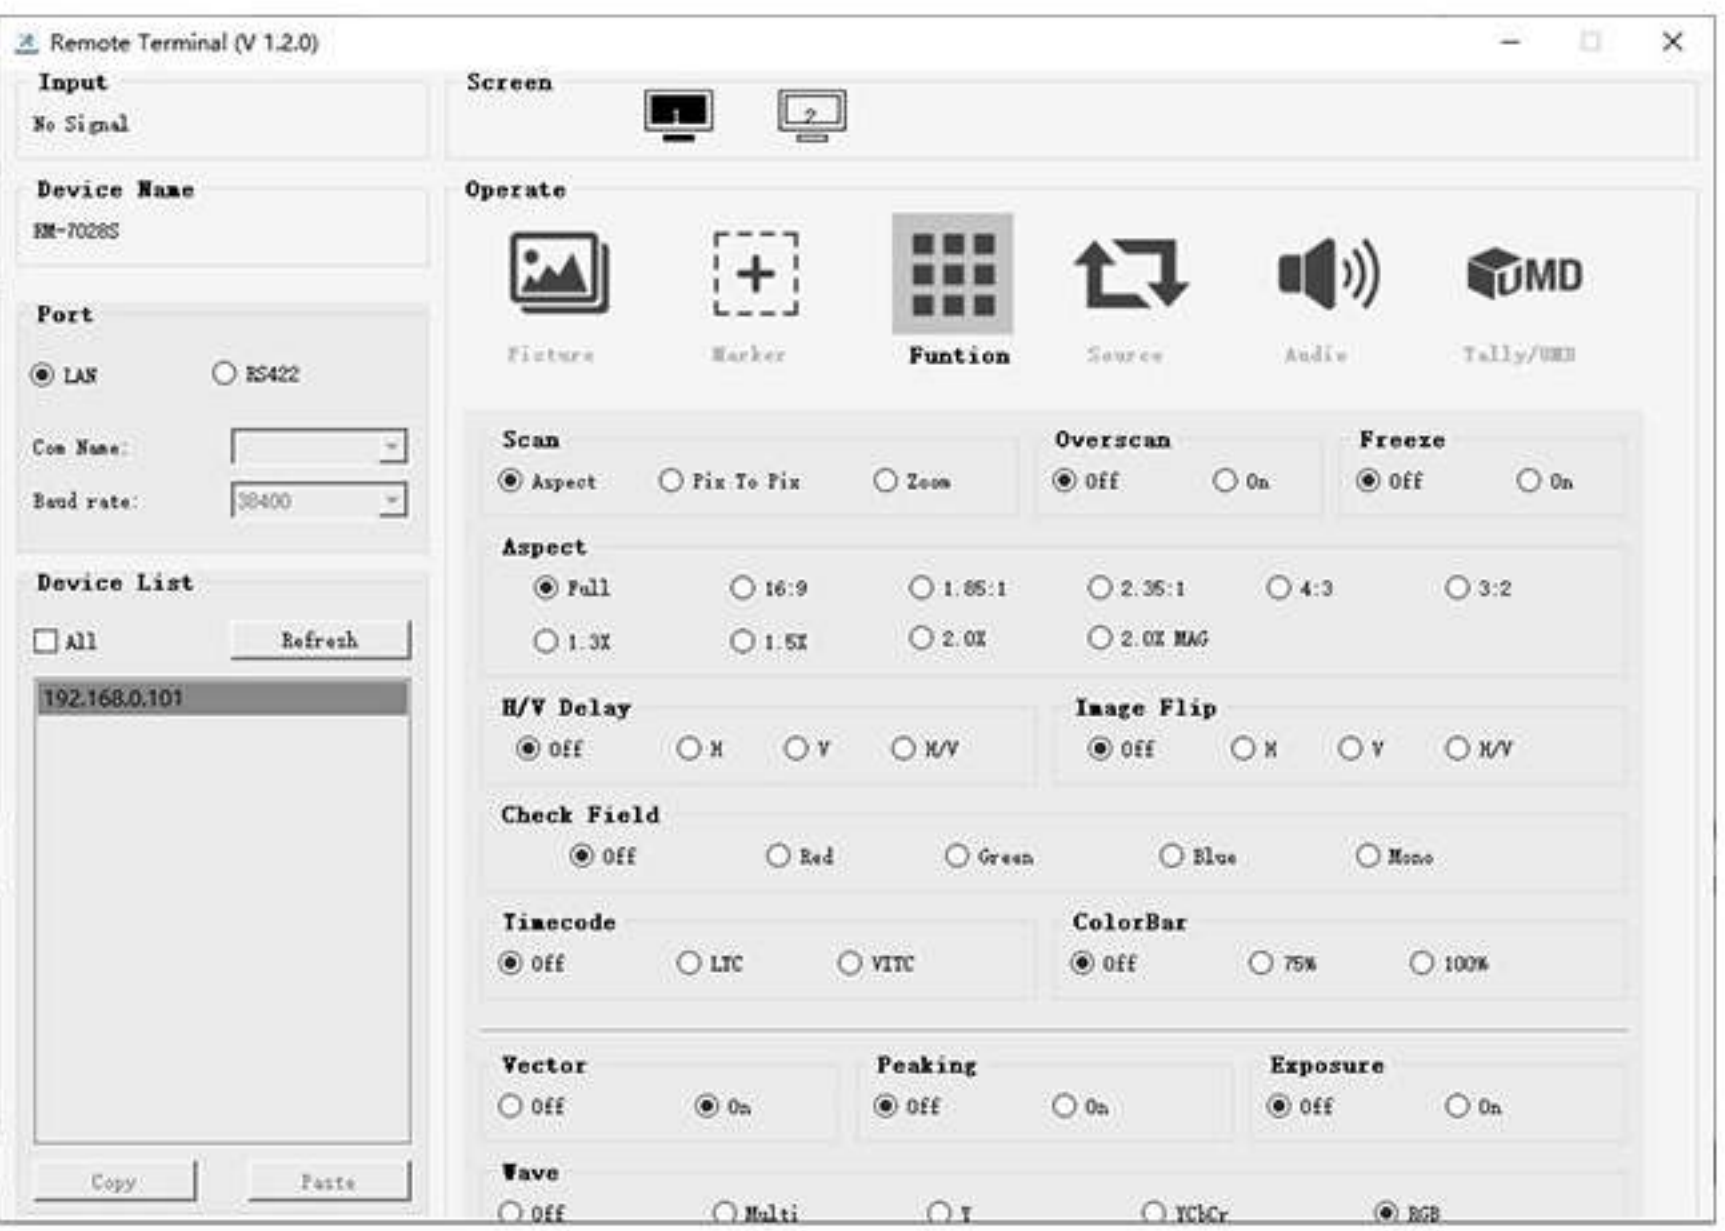 Remote Terminal (V 1.2.0)
Input
No Signal
Screen
1
2
Device Name
RM-7028S
Operate
Picture
Marker
Funtion
Source
Audio
Tally/UMD
UMD
Port
LAN
RS422
Com Name:
Baud rate:
38400
Device List
All
Refresh
192.168.0.101
Copy
Paste
Scan
Aspect
Pix To Pix
Zoom
Overscan
Off
On
Freeze
Off
On
Aspect
Full
16:9
1.85:1
2.35:1
4:3
3:2
1.3X
1.5X
2.0X
2.0X MAG
H/V Delay
Off
H
V
H/V
Image Flip
Off
H
V
H/V
Check Field
Off
Red
Green
Blue
Mono
Timecode
Off
LTC
VITC
ColorBar
Off
75%
100%
Vector
Off
On
Peaking
Off
On
Exposure
Off
On
Wave
Off
Multi
Y
YCbCr
RGB